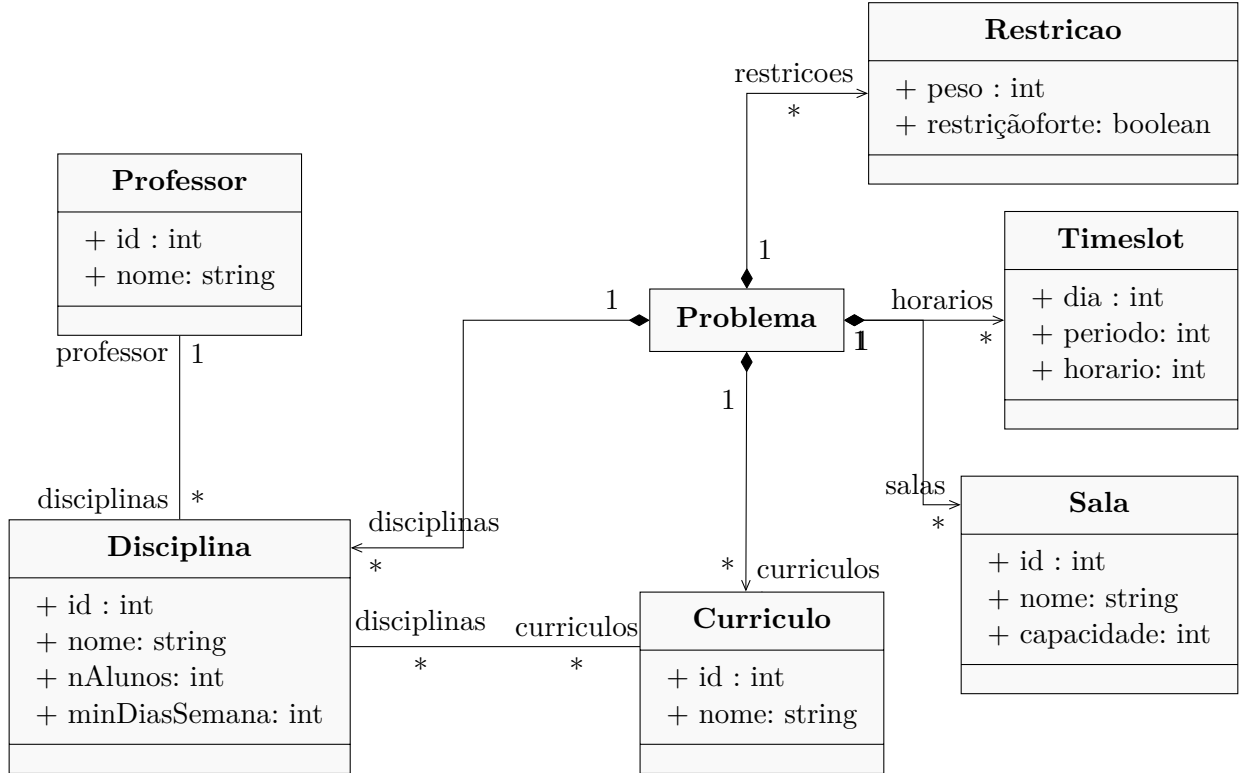 Restricao
+ peso : int
+ restriçãoforte: boolean
restricoes
*
1
Professor
+ id : int
+ nome: string
professor
1
disciplinas
*
Problema
1
horarios
*
1
1
Timeslot
+ dia : int
+ periodo: int
+ horario: int
1
salas
*
Sala
+ id : int
+ nome: string
+ capacidade: int
disciplinas
*
Disciplina
+ id : int
+ nome: string
+ nAlunos: int
+ minDiasSemana: int
disciplinas
*
curriculos
*
*
curriculos
Curriculo
+ id : int
+ nome: string